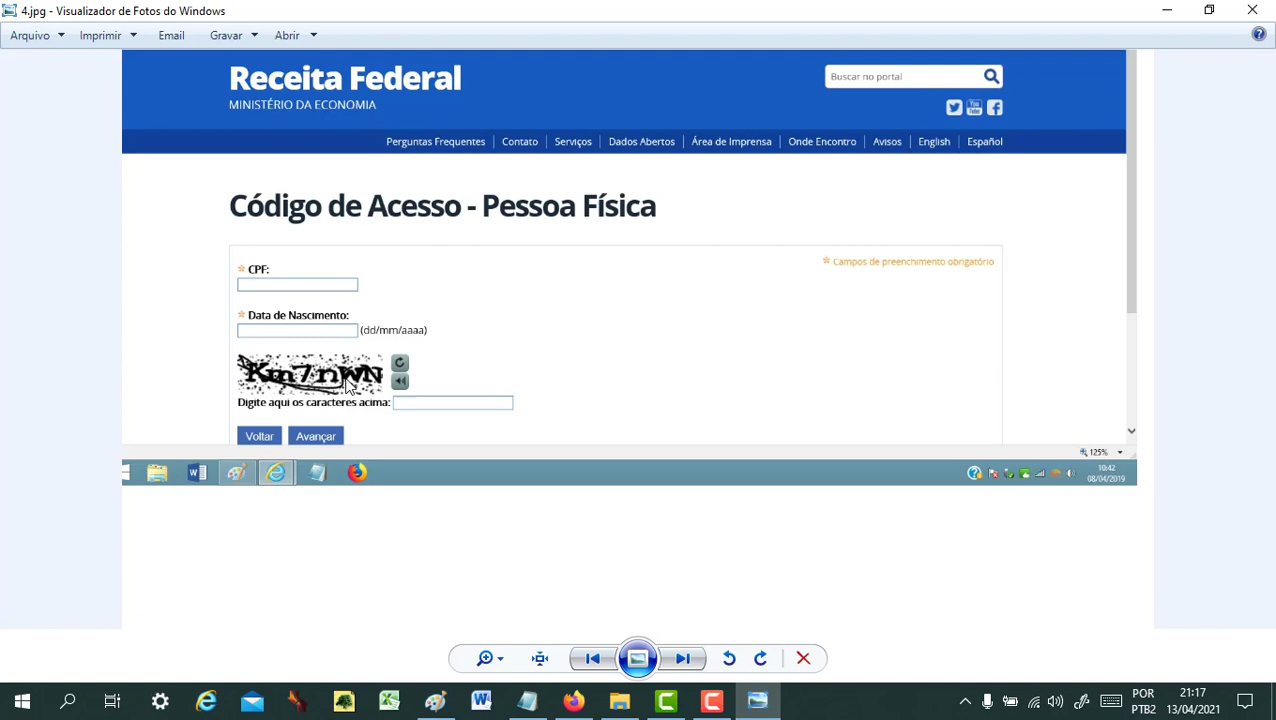 4.jpg - Visualizador de Fotos do Windows
Arquivo Imprimir Email Gravar Abrir
Receita Federal
MINISTÉRIO DA ECONOMIA
Buscar no portal
Perguntas Frequentes Contato Serviços Dados Abertos Área de Imprensa Onde Encontro Avisos English Español
Código de Acesso - Pessoa Física
* Campos de preenchimento obrigatório
* CPF:
* Data de Nascimento:
(dd/mm/aaaa)
Digite aqui os caracteres acima:
Voltar Avançar
125%
10:42
08/04/2019
POR 21:17
PTB2 13/04/2021